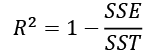 R² = 1 − SSE/SST